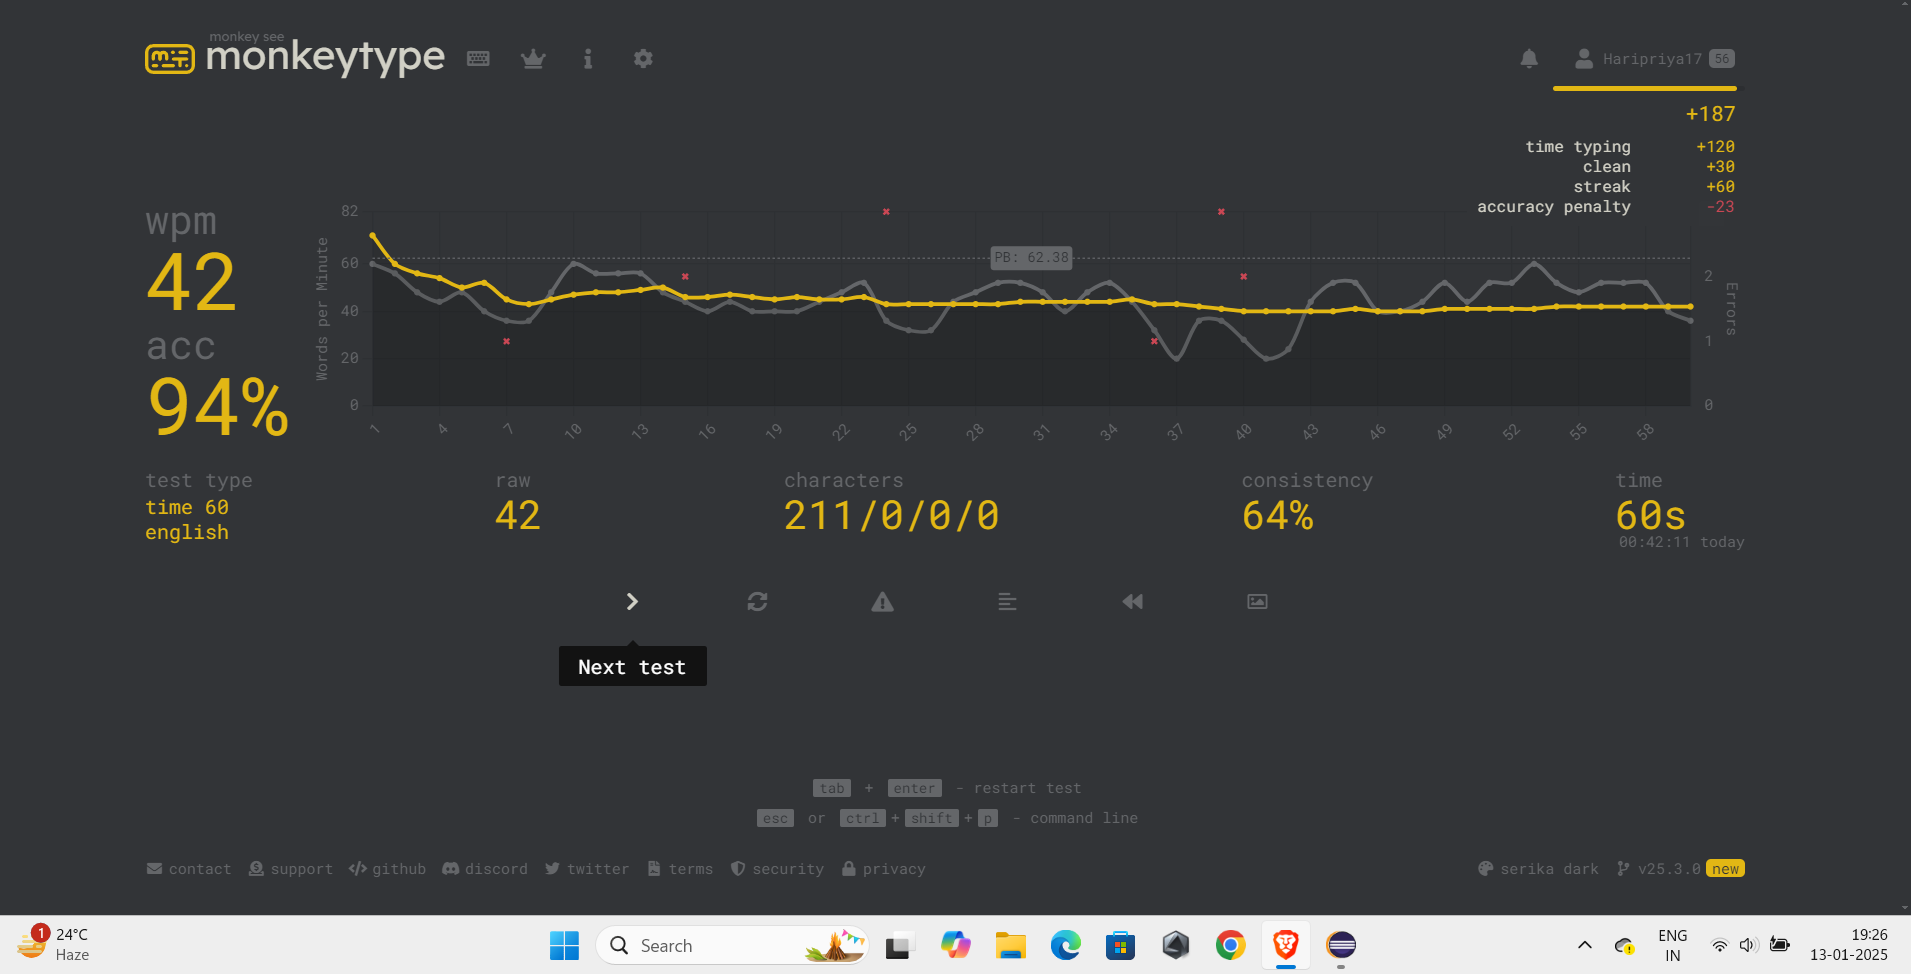 monkey see
monkeytype
Haripriya17 56
+187
time typing +120
clean +30
streak +60
accuracy penalty -23
wpm
42
acc
94%
Words per Minute
82
60
40
20
0
PB: 62.38
2
1
0
Errors
1 4 7 10 13 16 19 22 25 28 31 34 37 40 43 46 49 52 55 58
test type
time 60
english
raw
42
characters
211/0/0/0
consistency
64%
time
60s
00:42:11 today
Next test
tab + enter - restart test
esc or ctrl + shift + p - command line
contact support github discord twitter terms security privacy serika dark v25.3.0 new
1
24°C
Haze
Search
ENG
IN
19:26
13-01-2025